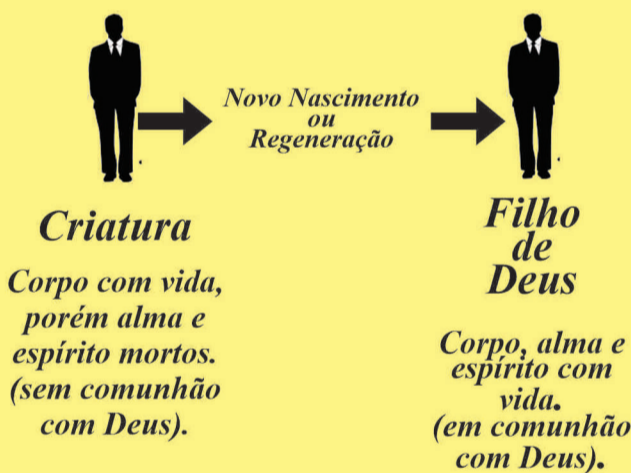 Novo Nascimento
ou
Regeneração
Criatura
Corpo com vida,
porém alma e
espírito mortos.
(sem comunhão
com Deus).
Filho
de
Deus
Corpo, alma e
espírito com
vida.
(em comunhão
com Deus).